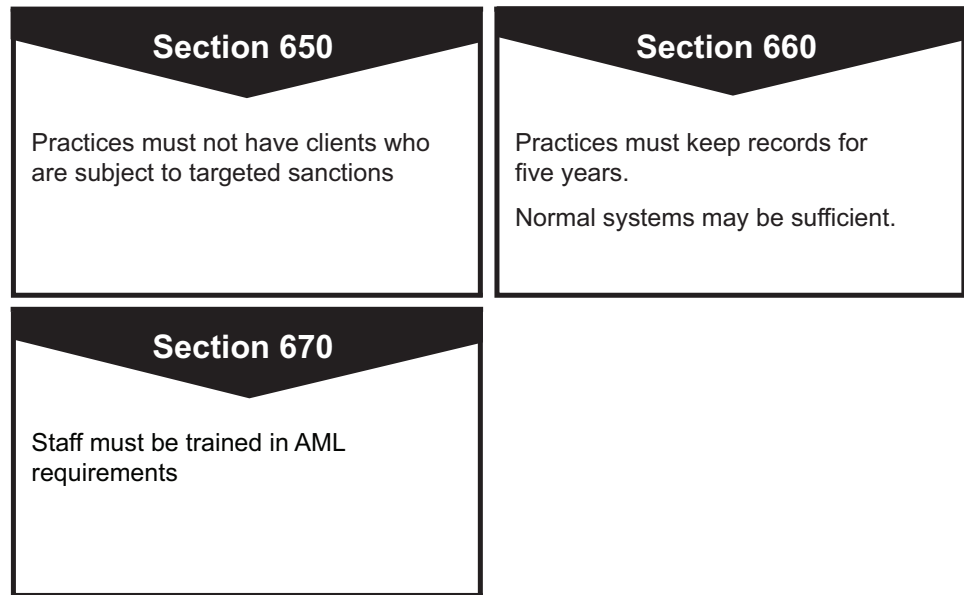 Section 650
Practices must not have clients who
are subject to targeted sanctions
Section 660
Practices must keep records for
five years.
Normal systems may be sufficient.
Section 670
Staff must be trained in AML
requirements